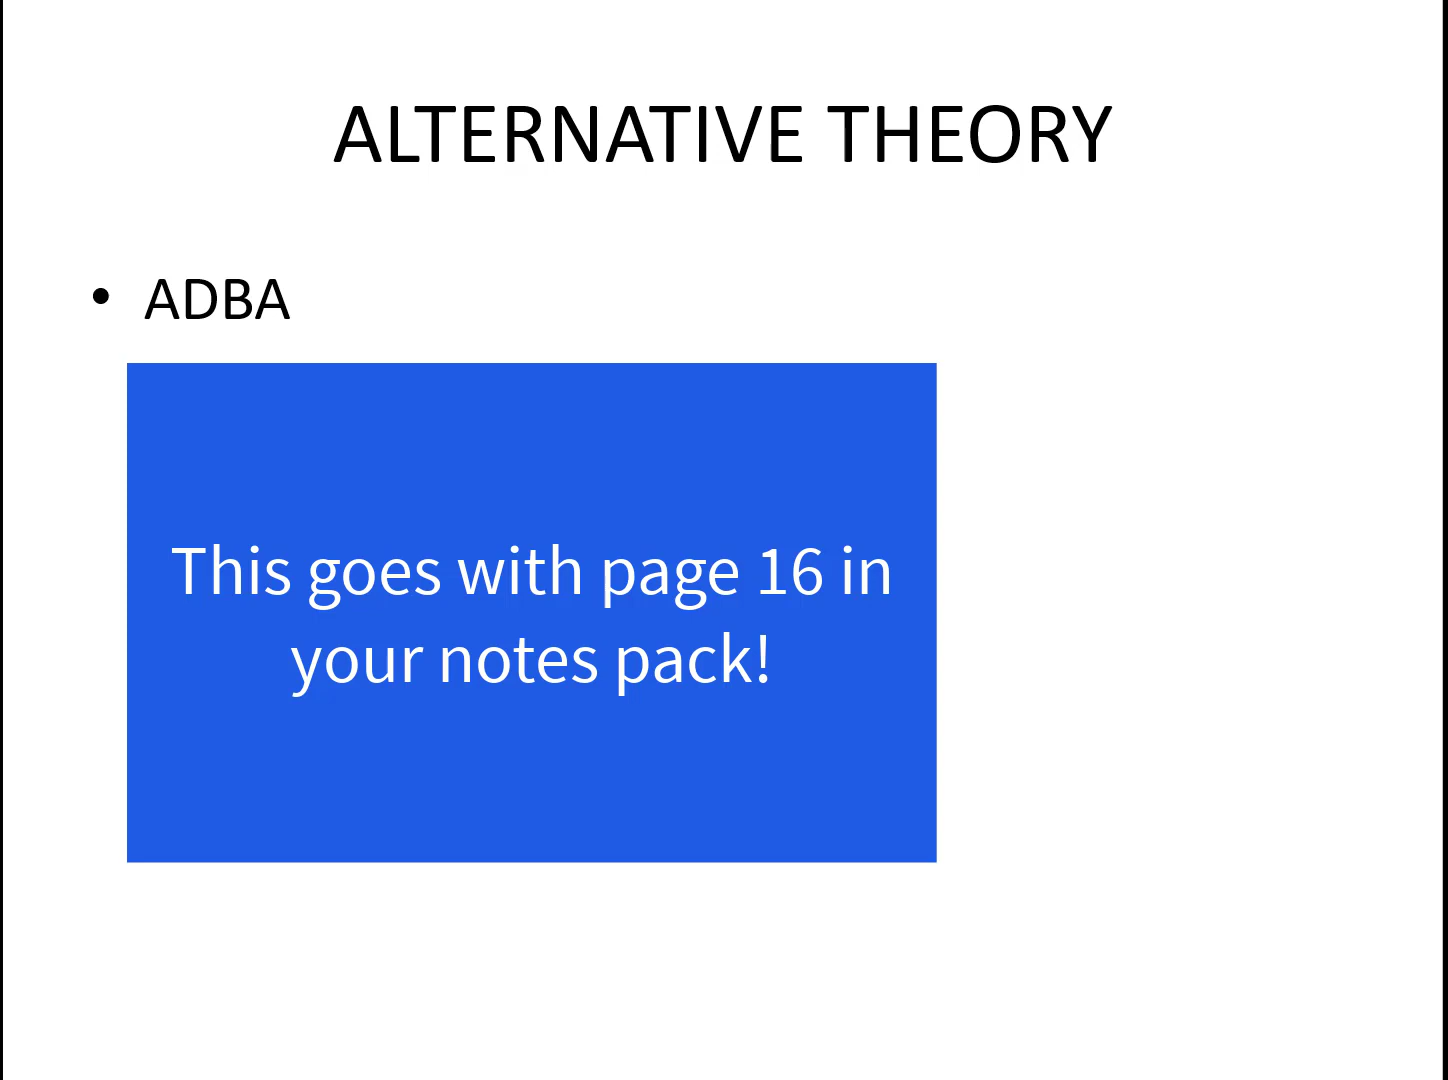 ALTERNATIVE THEORY
• ADBA
This goes with page 16 in
your notes pack!